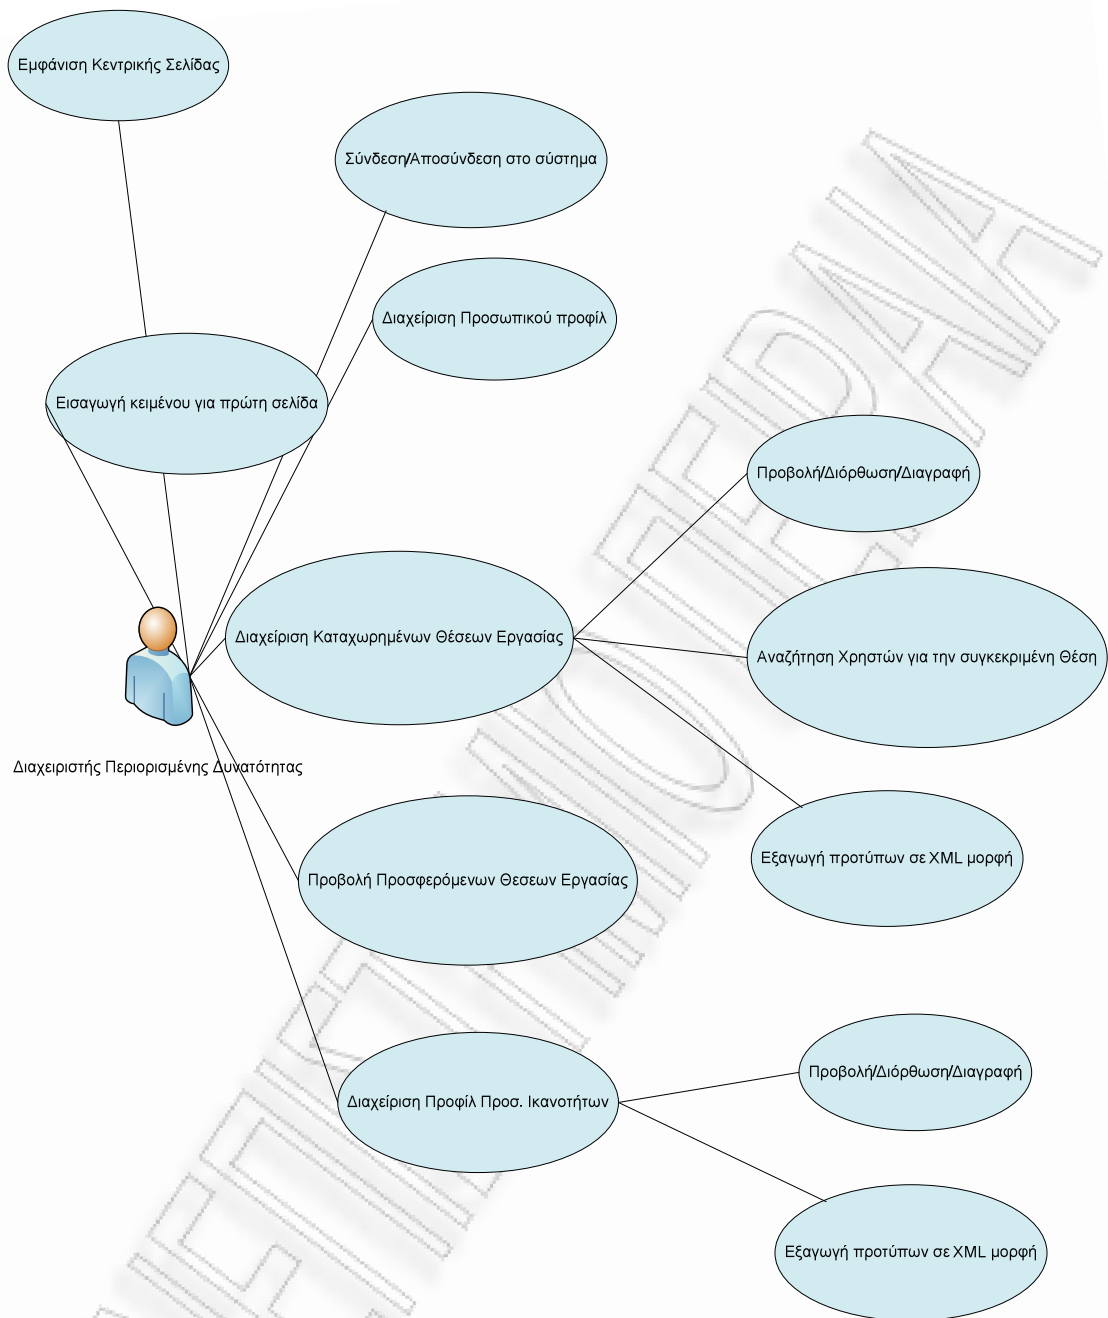 Εμφάνιση Κεντρικής Σελίδας
Σύνδεση/Αποσύνδεση στο σύστημα
Διαχείριση Προσωπικού προφίλ
Εισαγωγή κειμένου για πρώτη σελίδα
Προβολή/Διόρθωση/Διαγραφή
Διαχείριση Καταχωρημένων Θέσεων Εργασίας
Αναζήτηση Χρηστών για την συγκεκριμένη Θέση
Διαχειριστής Περιορισμένης Δυνατότητας
Εξαγωγή προτύπων σε XML μορφή
Προβολή Προσφερόμενων Θεσεων Εργασίας
Προβολή/Διόρθωση/Διαγραφή
Διαχείριση Προφίλ Προσ. Ικανοτήτων
Εξαγωγή προτύπων σε XML μορφή